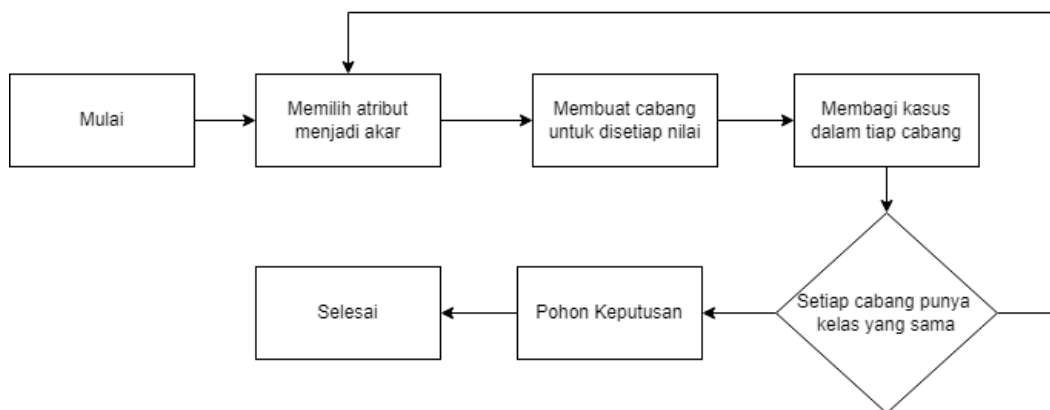 Mulai
Memilih atribut
menjadi akar
Membuat cabang
untuk disetiap nilai
Membagi kasus
dalam tiap cabang
Setiap cabang punya
kelas yang sama
Pohon Keputusan
Selesai